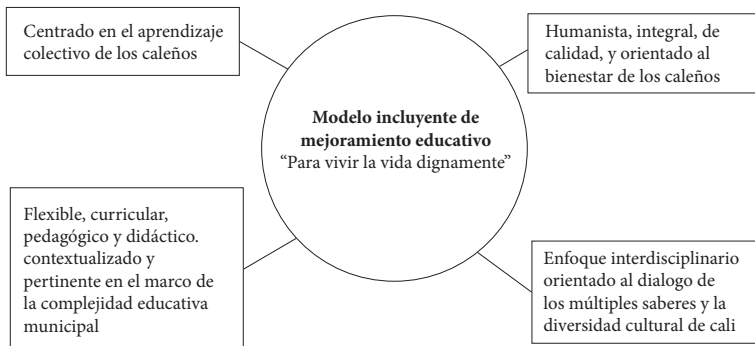 Centrado en el aprendizaje
colectivo de los caleños
Humanista, integral, de
calidad, y orientado al
bienestar de los caleños
Modelo incluyente de
mejoramiento educativo
“Para vivir la vida dignamente”
Flexible, curricular,
pedagógico y didáctico.
contextualizado y
pertinente en el marco de
la complejidad educativa
municipal
Enfoque interdisciplinario
orientado al dialogo de
los múltiples saberes y la
diversidad cultural de cali